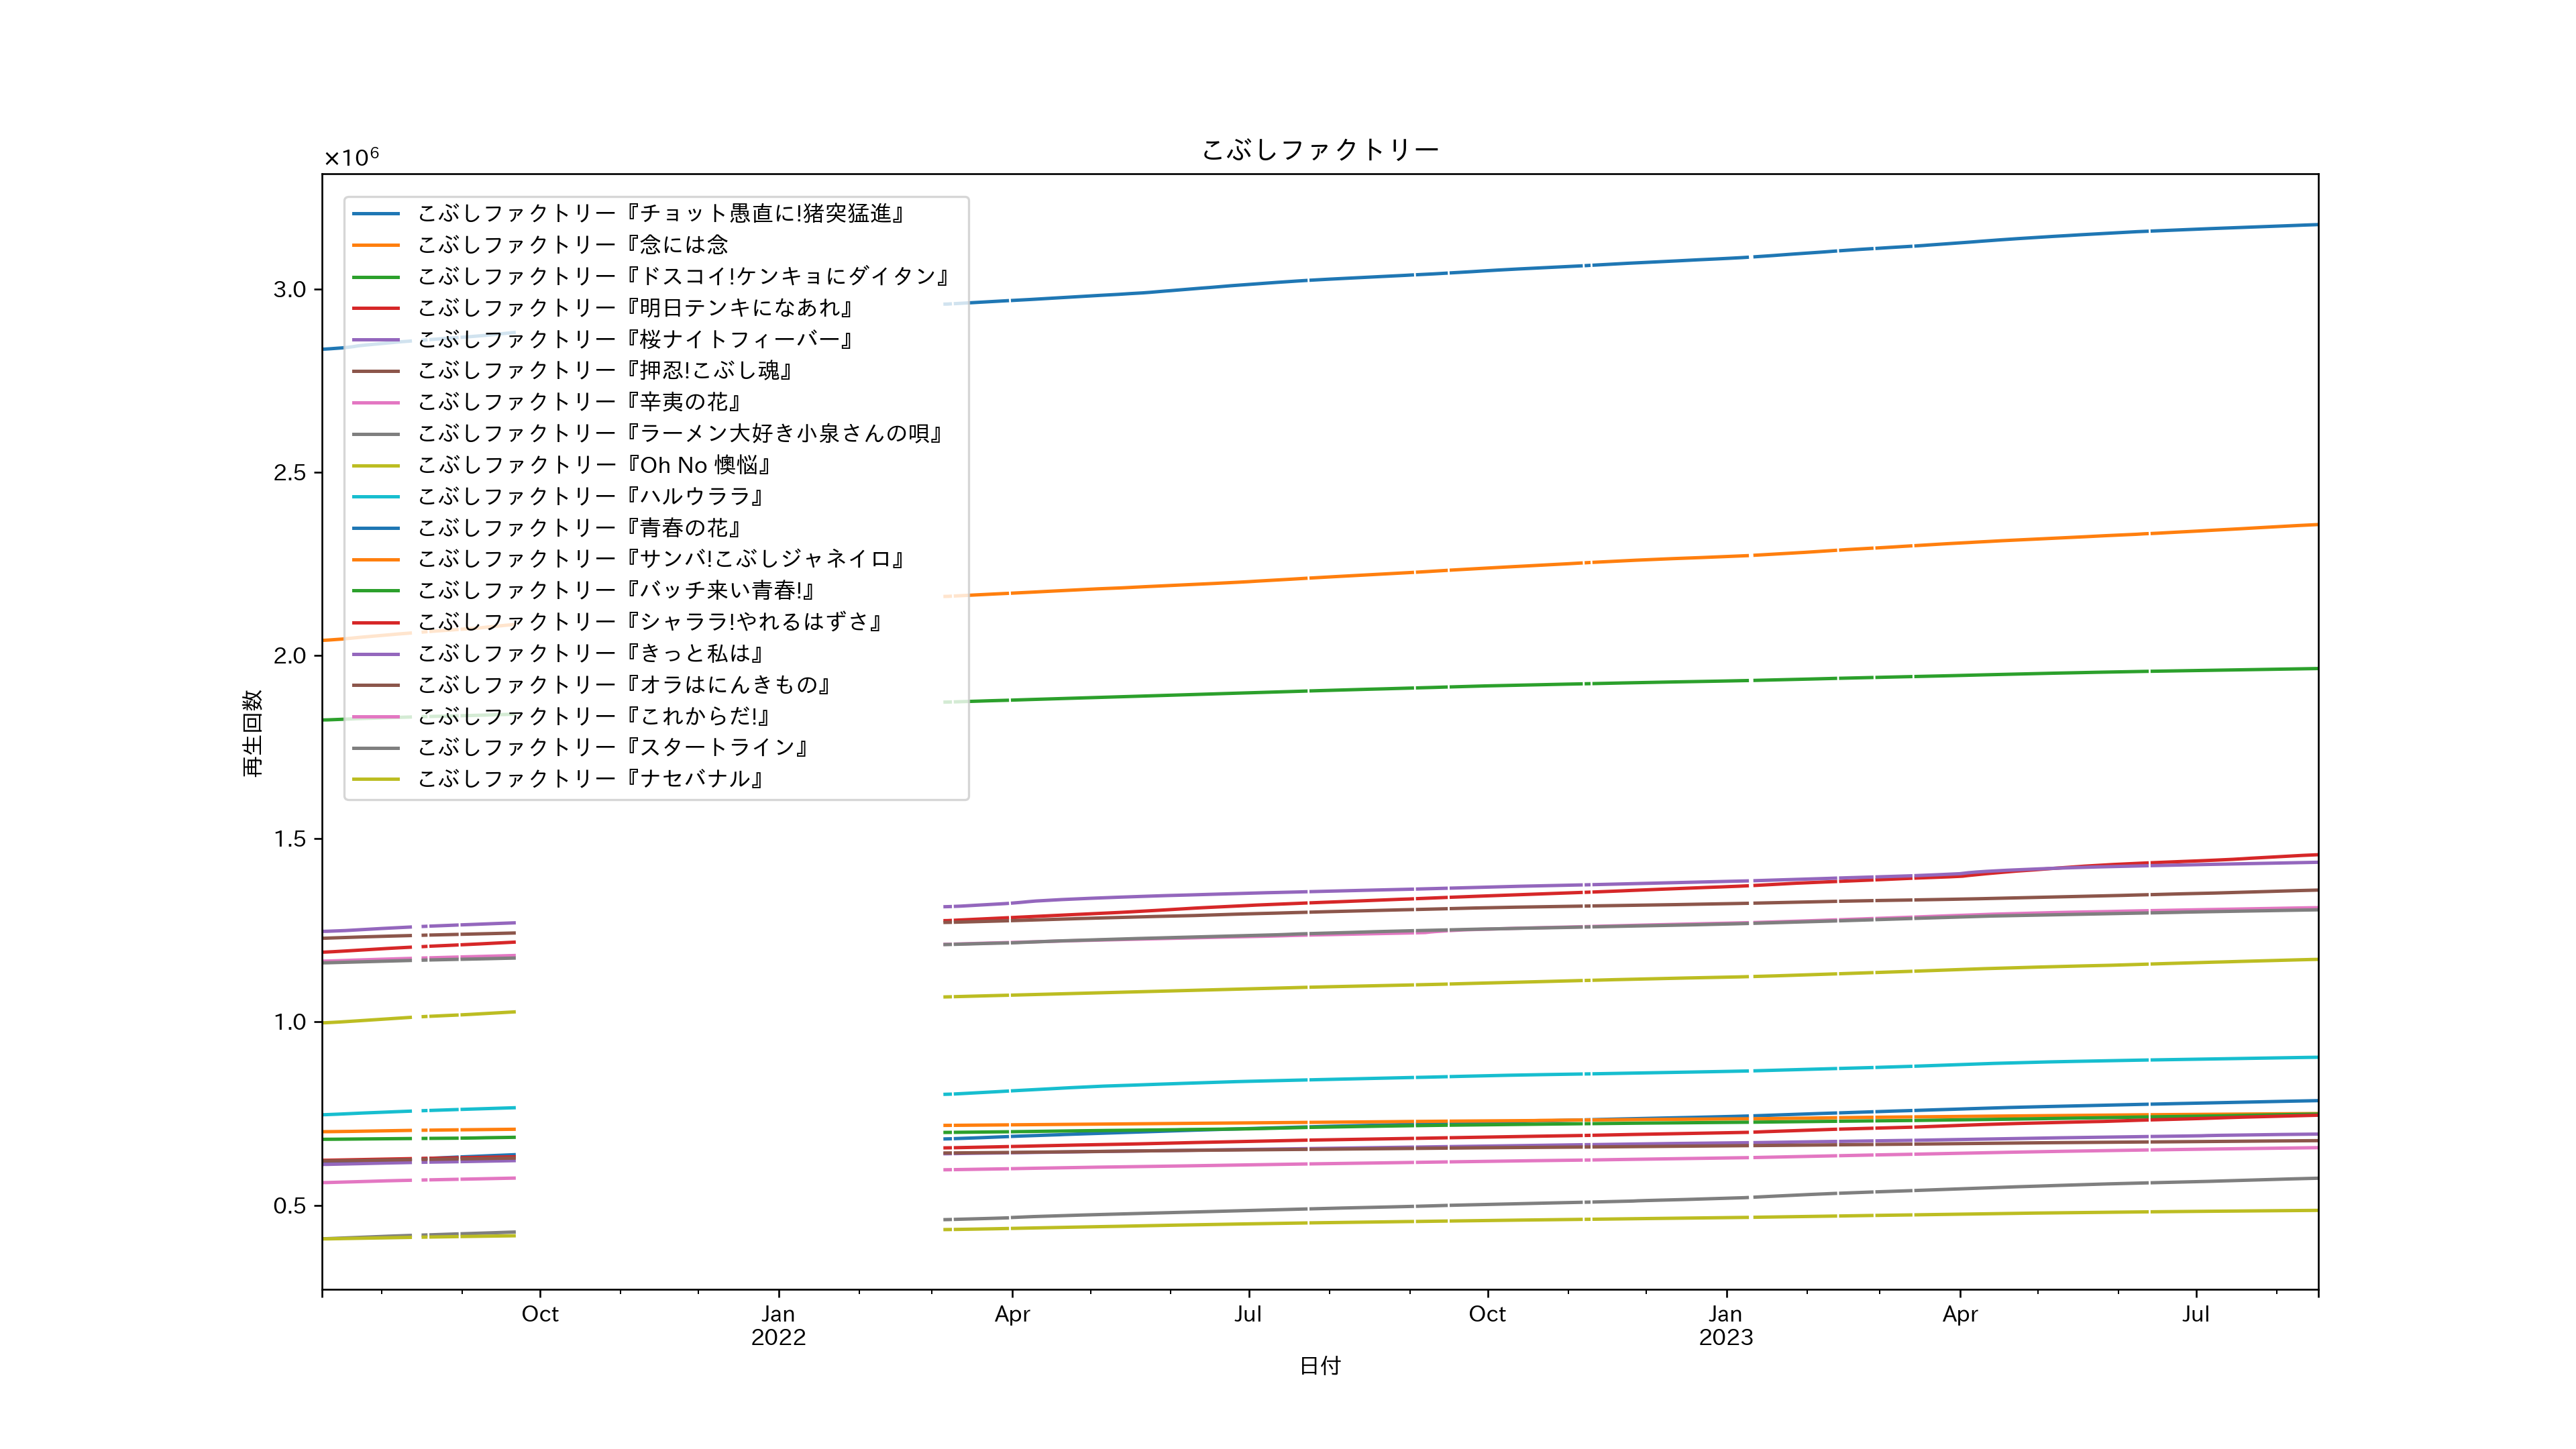 こぶしファクトリー
×10⁶
こぶしファクトリー『チョット愚直に!猪突猛進』
こぶしファクトリー『念には念
こぶしファクトリー『ドスコイ!ケンキョにダイタン』
こぶしファクトリー『明日テンキになあれ』
こぶしファクトリー『桜ナイトフィーバー』
こぶしファクトリー『押忍!こぶし魂』
こぶしファクトリー『辛夷の花』
こぶしファクトリー『ラーメン大好き小泉さんの唄』
こぶしファクトリー『Oh No 懊悩』
こぶしファクトリー『ハルウララ』
こぶしファクトリー『青春の花』
こぶしファクトリー『サンバ!こぶしジャネイロ』
こぶしファクトリー『バッチ来い青春!』
こぶしファクトリー『シャララ!やれるはずさ』
こぶしファクトリー『きっと私は』
こぶしファクトリー『オラはにんきもの』
こぶしファクトリー『これからだ!』
こぶしファクトリー『スタートライン』
こぶしファクトリー『ナセバナル』
再生回数
3.0
2.5
2.0
1.5
1.0
0.5
Oct Jan Apr Jul Oct Jan Apr Jul
2022 2023
日付